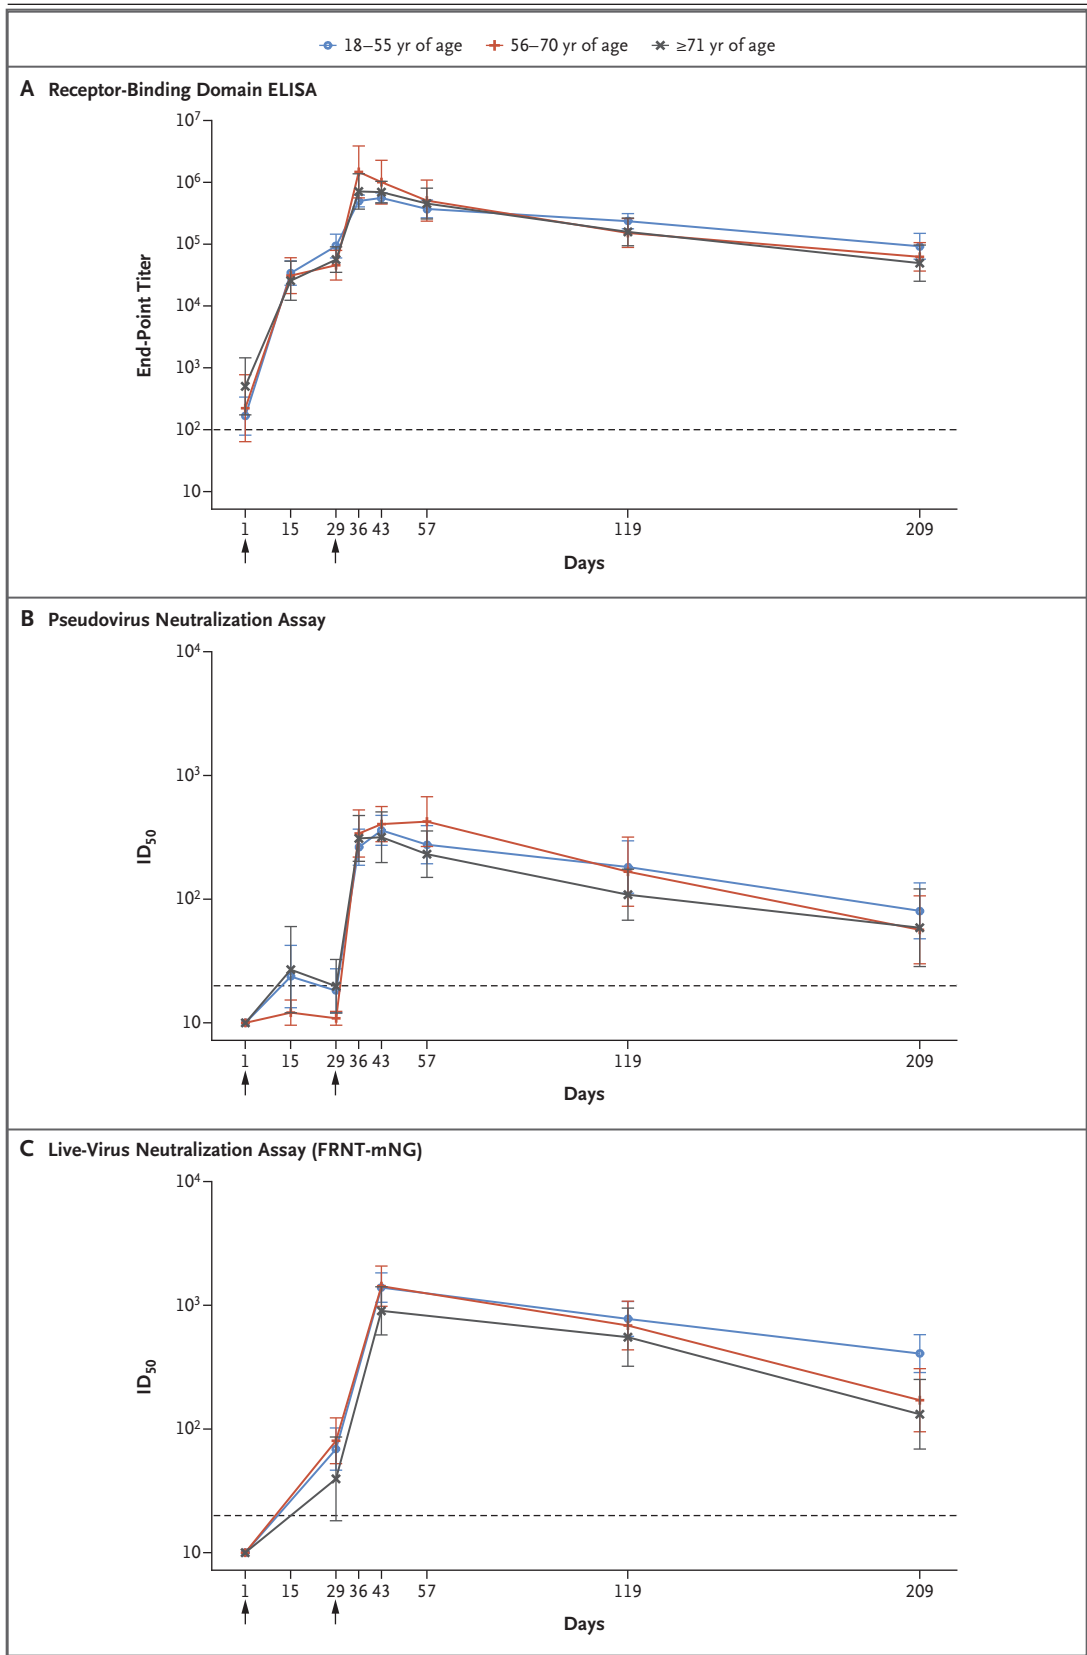 18–55 yr of age 56–70 yr of age ≥71 yr of age
A Receptor-Binding Domain ELISA
10⁷
10⁶
10⁵
10⁴
10³
10²
10
End-Point Titer
1 15 29 36 43 57 119 209
Days
B Pseudovirus Neutralization Assay
10⁴
10³
10²
10
ID₅₀
1 15 29 36 43 57 119 209
Days
C Live-Virus Neutralization Assay (FRNT-mNG)
10⁴
10³
10²
10
ID₅₀
1 15 29 36 43 57 119 209
Days